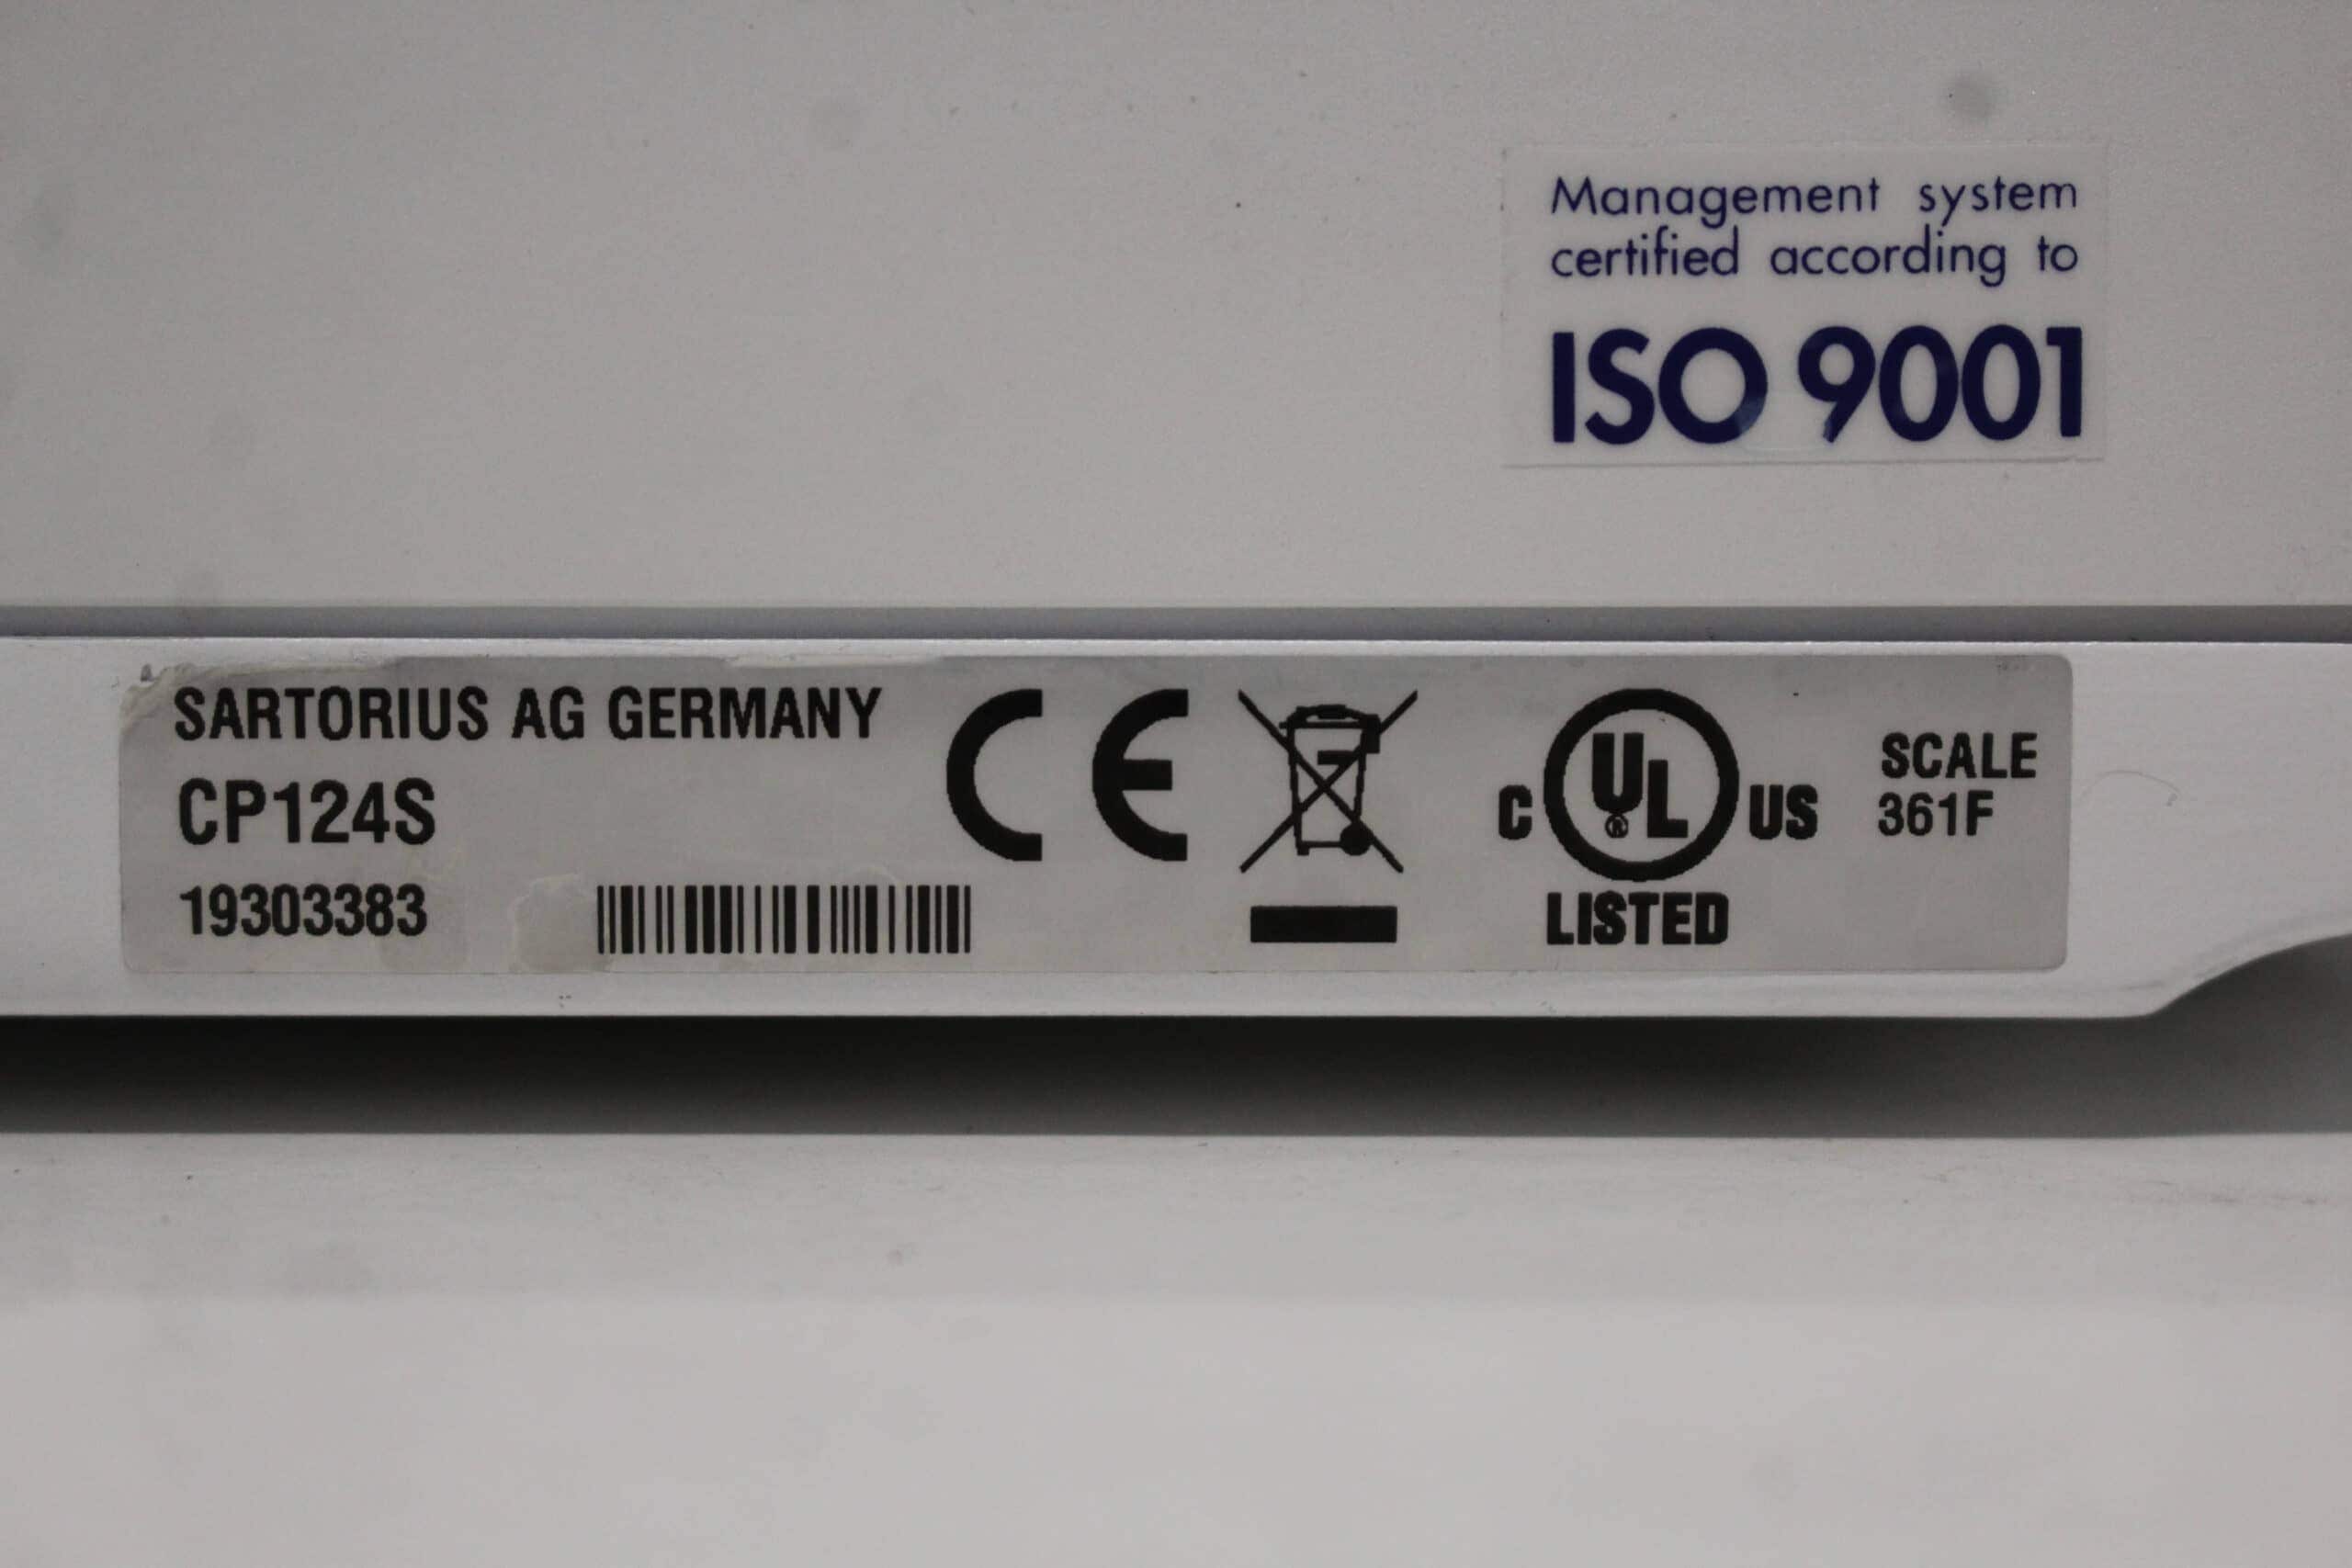 Management system
certified according to
ISO 9001
SARTORIUS AG GERMANY
CP124S
19303383
CE
C UL® US
LISTED
SCALE
361F